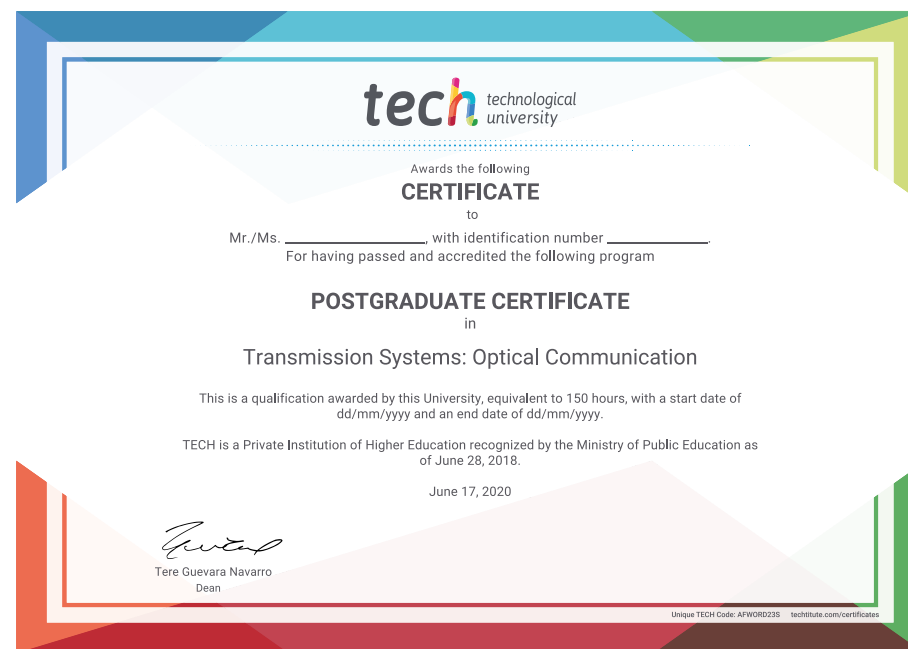 tech technological
university
Awards the following
CERTIFICATE
to
Mr./Ms. ____________________, with identification number ______________.
For having passed and accredited the following program
POSTGRADUATE CERTIFICATE
in
Transmission Systems: Optical Communication
This is a qualification awarded by this University, equivalent to 150 hours, with a start date of
dd/mm/yyyy and an end date of dd/mm/yyyy.
TECH is a Private Institution of Higher Education recognized by the Ministry of Public Education as
of June 28, 2018.
June 17, 2020
Tere Guevara Navarro
Dean
Unique TECH Code: AFWORD23S techtitute.com/certificates